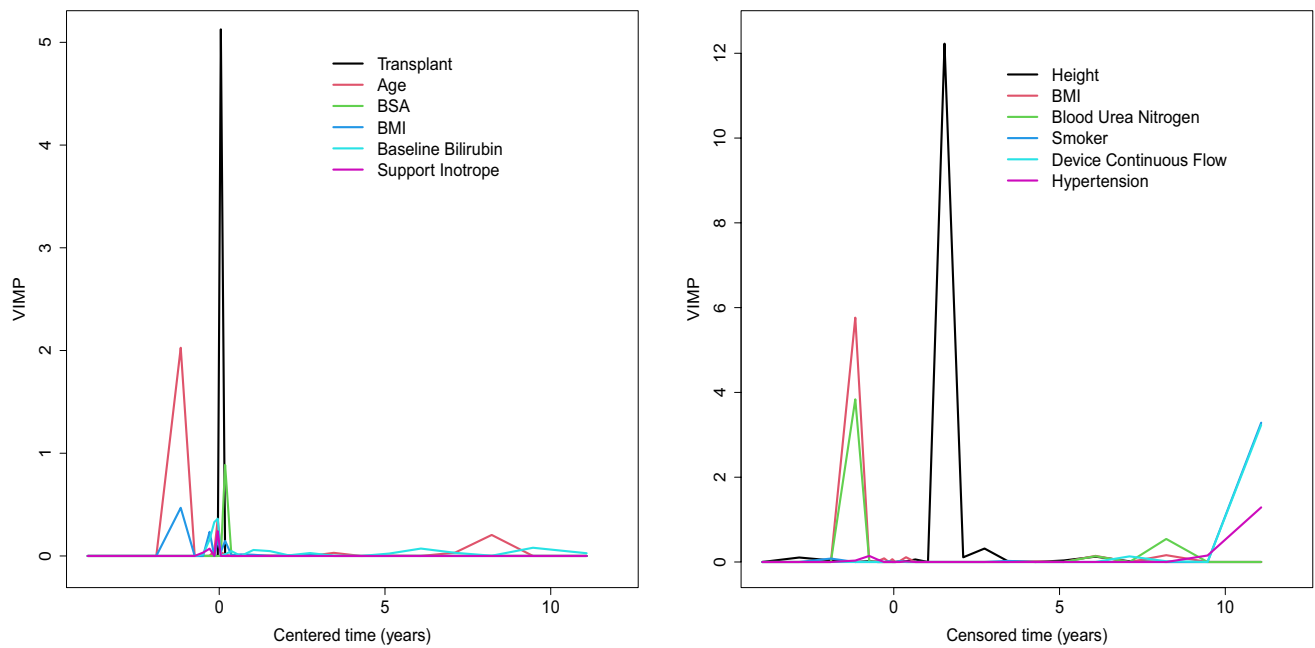 VIMP
5
4
3
2
1
0
Transplant
Age
BSA
BMI
Baseline Bilirubin
Support Inotrope
0
5
10
Centered time (years)
VIMP
12
10
8
6
4
2
0
Height
BMI
Blood Urea Nitrogen
Smoker
Device Continuous Flow
Hypertension
0
5
10
Censored time (years)